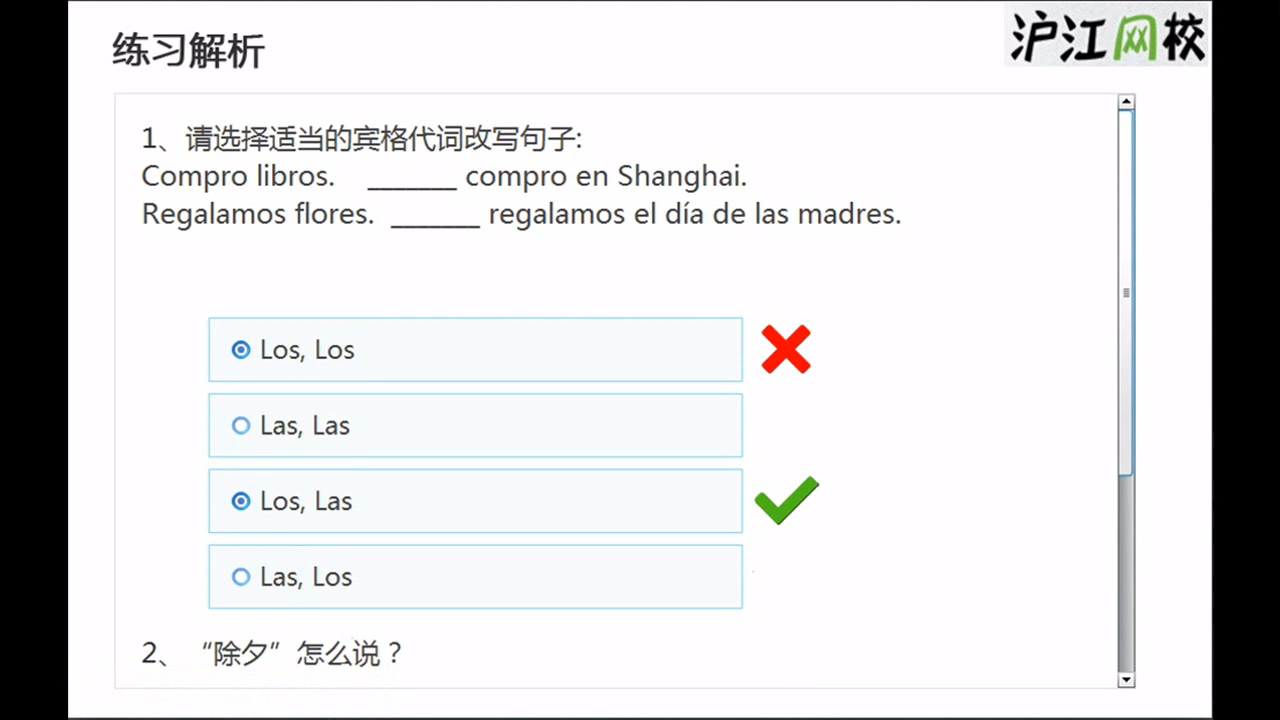 练习解析
沪江网校
1、请选择适当的宾格代词改写句子:
Compro libros. _______ compro en Shanghai.
Regalamos flores. _______ regalamos el día de las madres.
Los, Los
Las, Las
Los, Las
Las, Los
2、“除夕”怎么说？